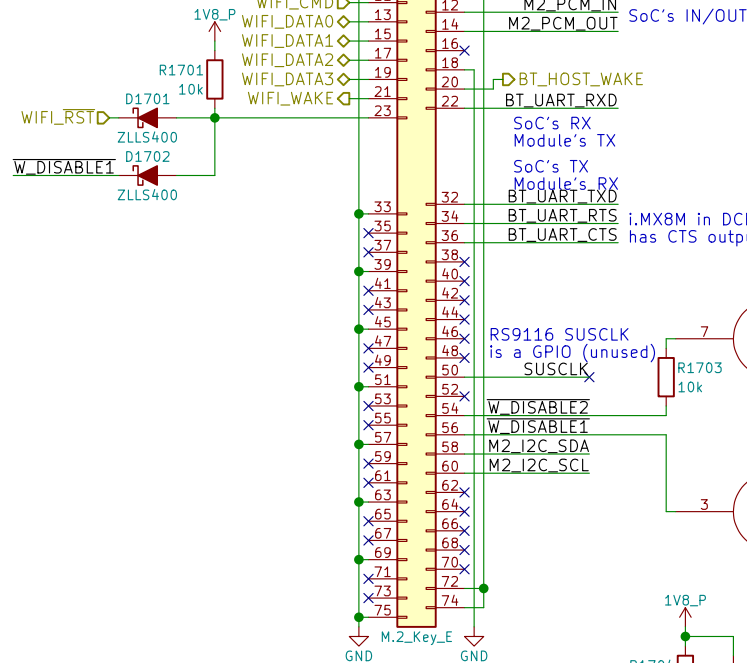 WIFI_CMD
12
M2_PCM_IN
SoC's IN/OUT
1V8_P
WIFI_DATA0
13
14
M2_PCM_OUT
WIFI_DATA1
15
16
R1701
10k
WIFI_DATA2
17
18
WIFI_DATA3
19
20
BT_HOST_WAKE
WIFI_WAKE
21
22
BT_UART_RXD
D1701
WIFI_RST
23
SoC's RX
Module's TX
ZLLS400
D1702
W_DISABLE1
SoC's TX
Module's RX
ZLLS400
32
BT_UART_TXD
33
34
BT_UART_RTS
i.MX8M in DC
35
36
BT_UART_CTS
has CTS outp
37
38
39
40
41
42
43
44
45
46
RS9116 SUSCLK
is a GPIO (unused)
7
47
48
49
50
SUSCLK
R1703
10k
51
52
53
54
W_DISABLE2
55
56
W_DISABLE1
57
58
M2_I2C_SDA
59
60
M2_I2C_SCL
61
62
63
64
3
65
66
67
68
69
70
71
72
73
74
1V8_P
75
M.2_Key_E
GND
GND